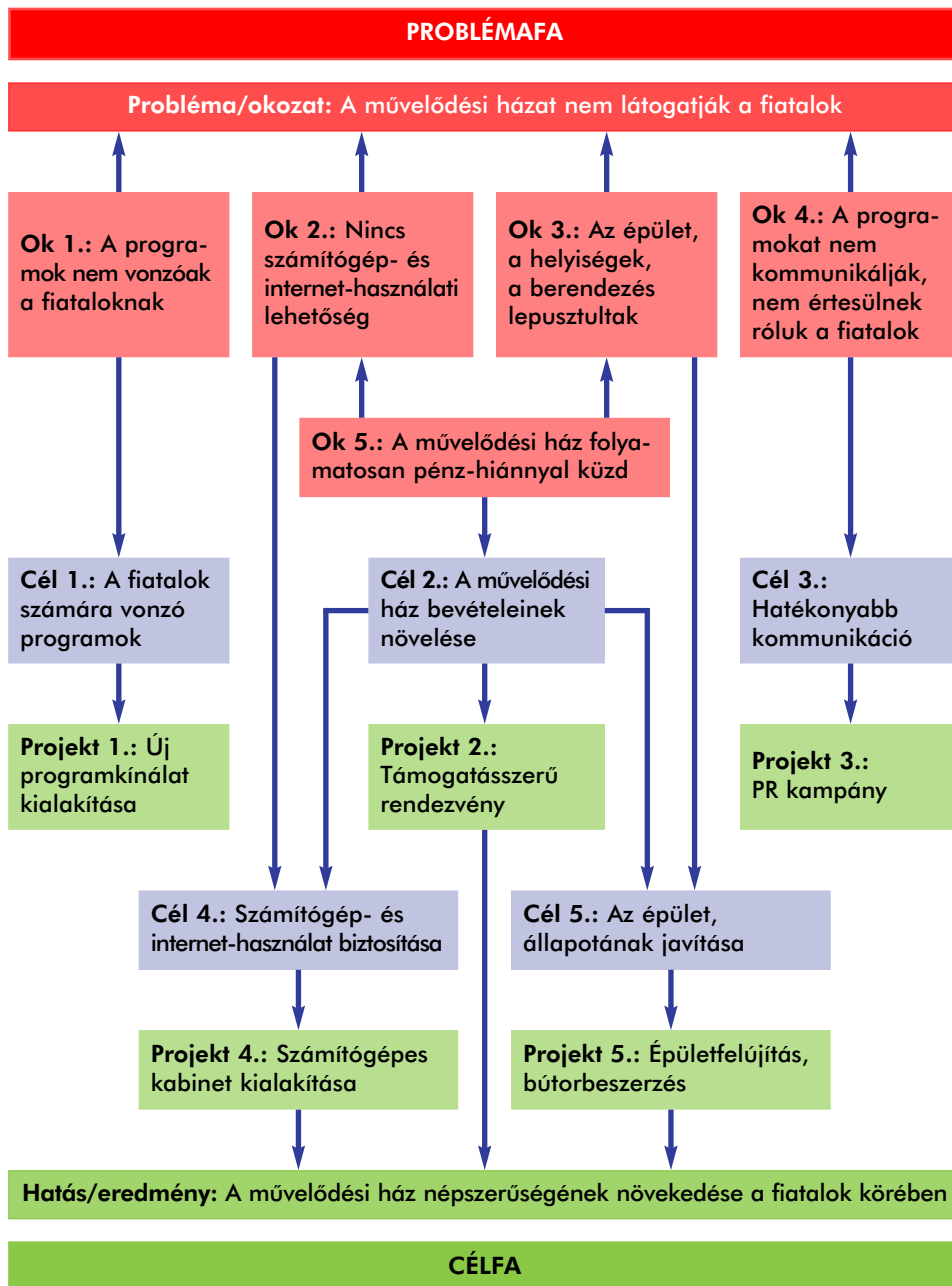 PROBLÉMAFA
Probléma/okozat: A művelődési házat nem látogatják a fiatalok
Ok 1.: A progra-
mok nem vonzóak
a fiataloknak
Ok 2.: Nincs
számítógép- és
internet-használati
lehetőség
Ok 3.: Az épület,
a helyiségek,
a berendezés
lepusztultak
Ok 4.: A progra-
mokat nem
kommunikálják,
nem értesülnek
róluk a fiatalok
Ok 5.: A művelődési ház folya-
matosan pénz-hiánnyal küzd
Cél 1.: A fiatalok
számára vonzó
programok
Cél 2.: A művelődési
ház bevételeinek
növelése
Cél 3.:
Hatékonyabb
kommunikáció
Projekt 1.: Új
programkínálat
kialakítása
Projekt 2.:
Támogatásszerű
rendezvény
Projekt 3.:
PR kampány
Cél 4.: Számítógép- és
internet-használat biztosítása
Cél 5.: Az épület,
állapotának javítása
Projekt 4.: Számítógépes
kabinet kialakítása
Projekt 5.: Épületfelújítás,
bútorbeszerzés
Hatás/eredmény: A művelődési ház népszerűségének növekedése a fiatalok körében
CÉLFA